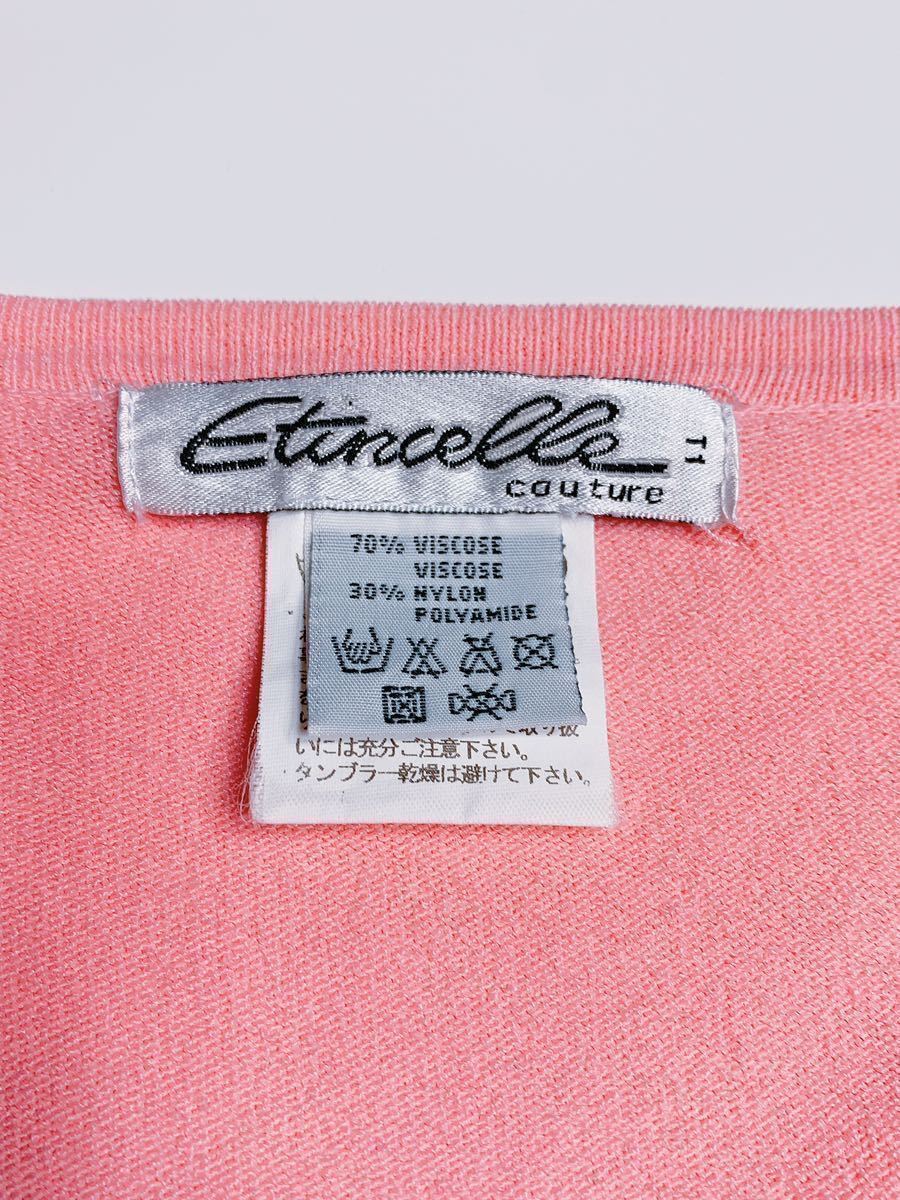 Etincelle
couture
T1
70% VISCOSE
VISCOSE
30% NYLON
POLYAMIDE
いには充分ご注意下さい。
タンブラー乾燥は避けて下さい。